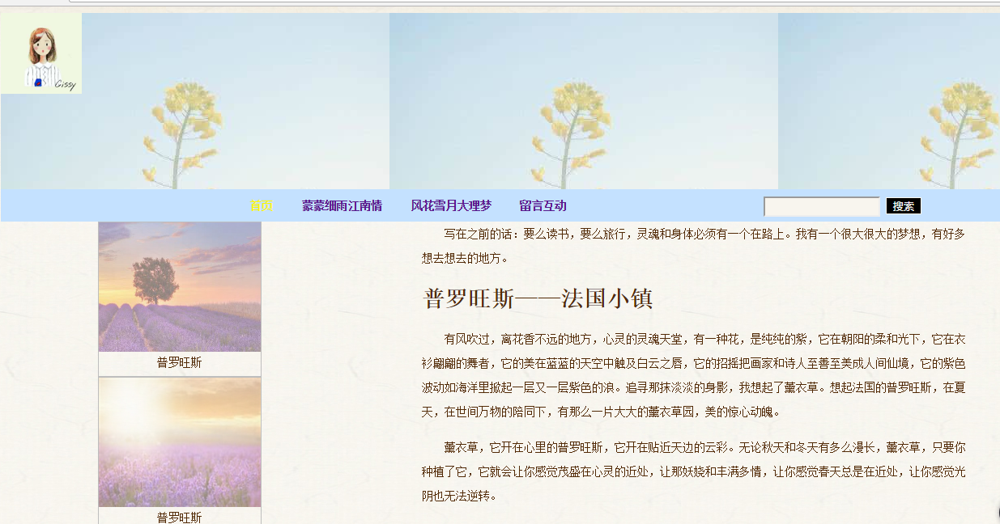 Gissy
首页 蒙蒙细雨江南情 风花雪月大理梦 留言互动 搜索
普罗旺斯
普罗旺斯
写在之前的话：要么读书，要么旅行，灵魂和身体必须有一个在路上。我有一个很大很大的梦想，有好多
想去想去的地方。
普罗旺斯——法国小镇
有风吹过，离花香不远的地方，心灵的灵魂天堂，有一种花，是纯纯的紫，它在朝阳的柔和光下，它在衣
衫翩翩的舞者，它的美在蓝蓝的天空中触及白云之唇，它的招摇把画家和诗人至善至美成人间仙境，它的紫色
波动如海洋里掀起一层又一层紫色的浪。追寻那抹淡淡的身影，我想起了薰衣草。想起法国的普罗旺斯，在夏
天，在世间万物的陪同下，有那么一片大大的薰衣草园，美的惊心动魄。
薰衣草，它开在心里的普罗旺斯，它开在贴近天边的云彩。无论秋天和冬天有多么漫长，薰衣草，只要你
种植了它，它就会让你感觉茂盛在心灵的近处，让那妖娆和丰满多情，让你感觉春天总是在近处，让你感觉光
阴也无法逆转。